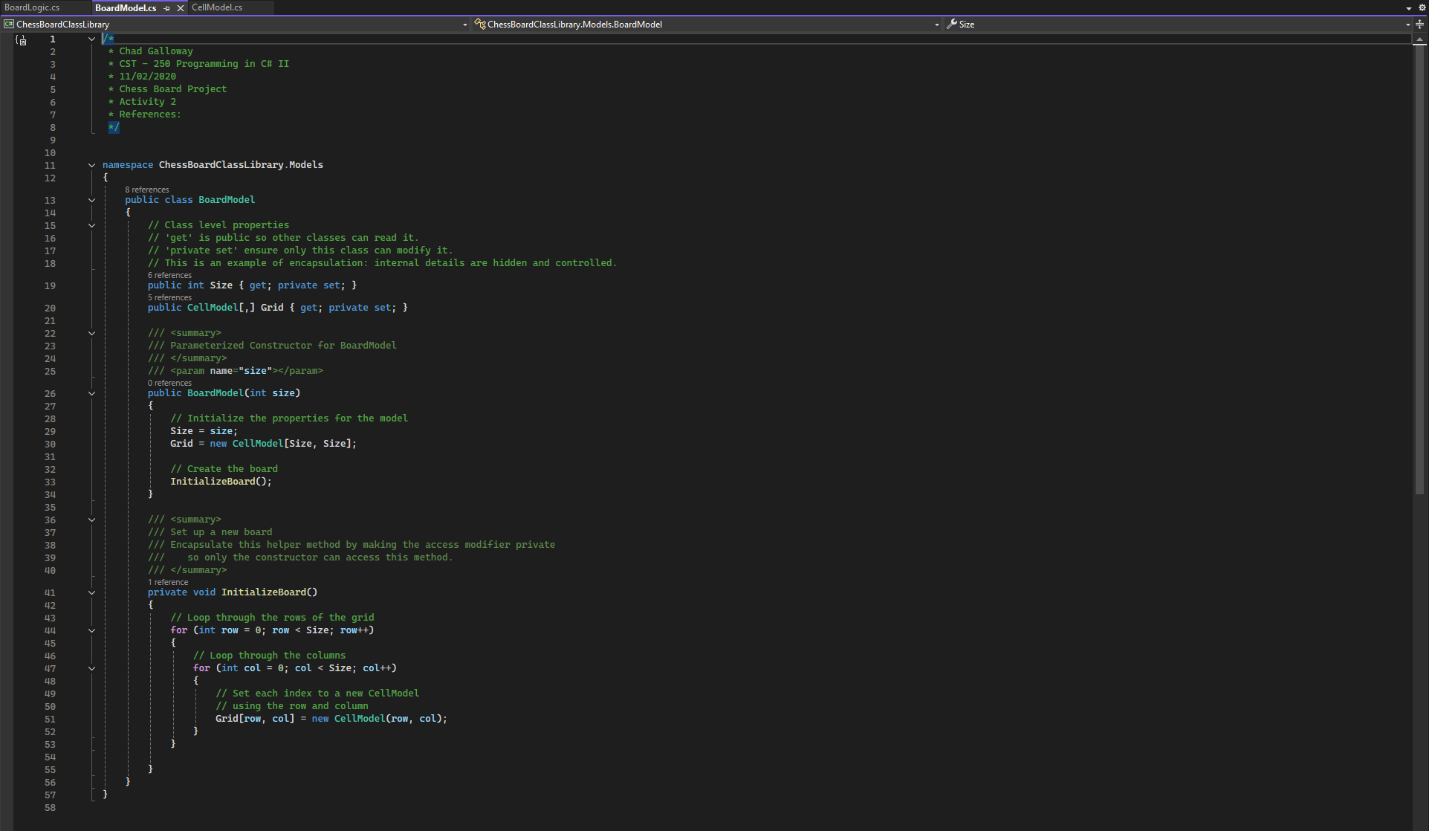 BoardLogic.cs BoardModel.cs CellModel.cs
ChessBoardClassLibrary ChessBoardClassLibrary.Models.BoardModel Size
1 /*
2 * Chad Galloway
3 * CST - 250 Programming in C# II
4 * 11/02/2020
5 * Chess Board Project
6 * Activity 2
7 * References:
8 */
9
10
11 namespace ChessBoardClassLibrary.Models
12 {
8 references
13 public class BoardModel
14 {
15 // Class level properties
16 // 'get' is public so other classes can read it.
17 // 'private set' ensure only this class can modify it.
18 // This is an example of encapsulation: internal details are hidden and controlled.
6 references
19 public int Size { get; private set; }
5 references
20 public CellModel[,] Grid { get; private set; }
21
22 /// <summary>
23 /// Parameterized Constructor for BoardModel
24 /// </summary>
25 /// <param name="size"></param>
0 references
26 public BoardModel(int size)
27 {
28 // Initialize the properties for the model
29 Size = size;
30 Grid = new CellModel[Size, Size];
31
32 // Create the board
33 InitializeBoard();
34 }
35
36 /// <summary>
37 /// Set up a new board
38 /// Encapsulate this helper method by making the access modifier private
39 /// so only the constructor can access this method.
40 /// </summary>
1 reference
41 private void InitializeBoard()
42 {
43 // Loop through the rows of the grid
44 for (int row = 0; row < Size; row++)
45 {
46 // Loop through the columns
47 for (int col = 0; col < Size; col++)
48 {
49 // Set each index to a new CellModel
50 // using the row and column
51 Grid[row, col] = new CellModel(row, col);
52 }
53 }
54
55 }
56 }
57 }
58